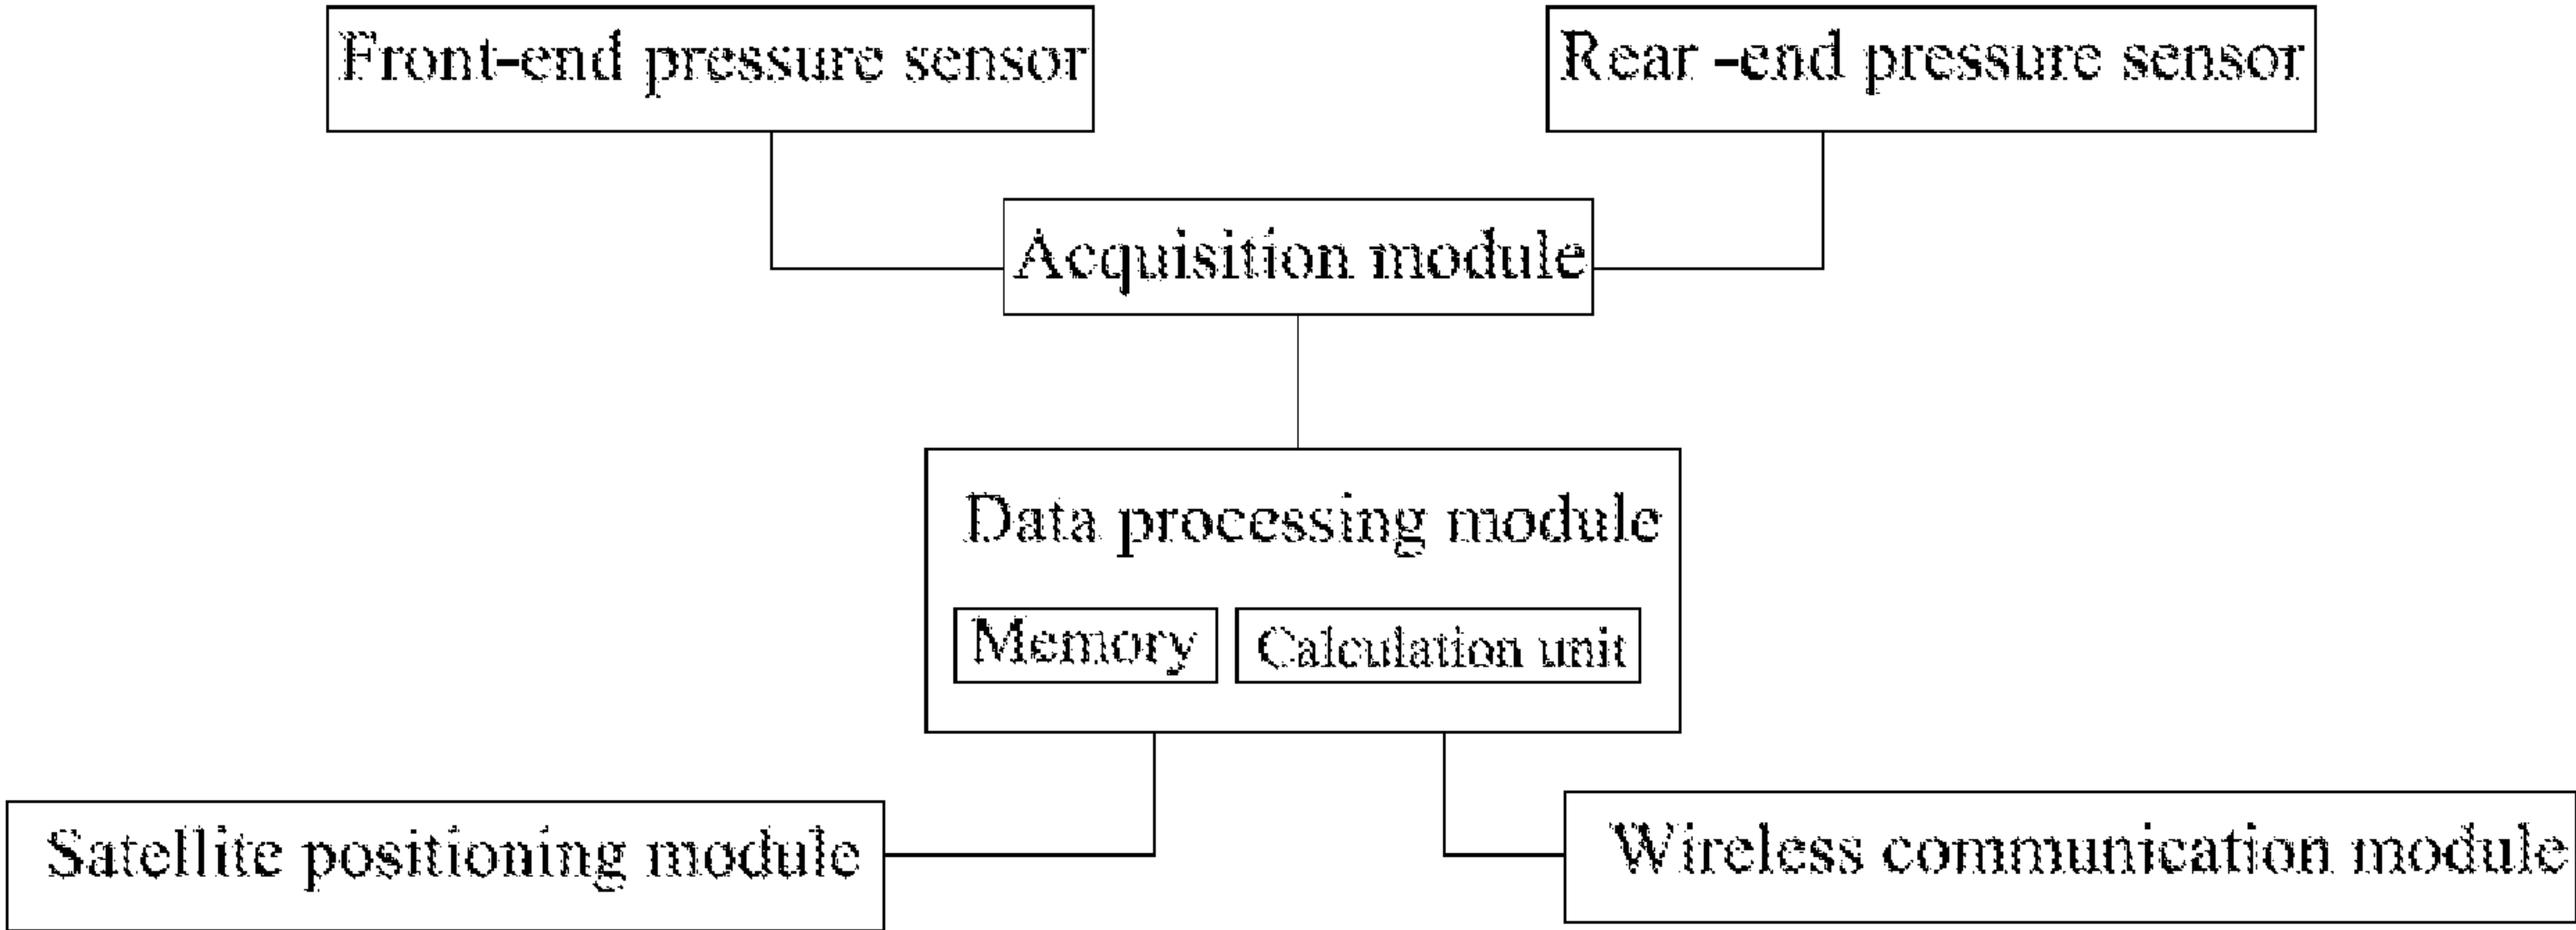 Front-end pressure sensor
Rear -end pressure sensor
Acquisition module
Data processing module
Memory
Calculation unit
Satellite positioning module
Wireless communication module